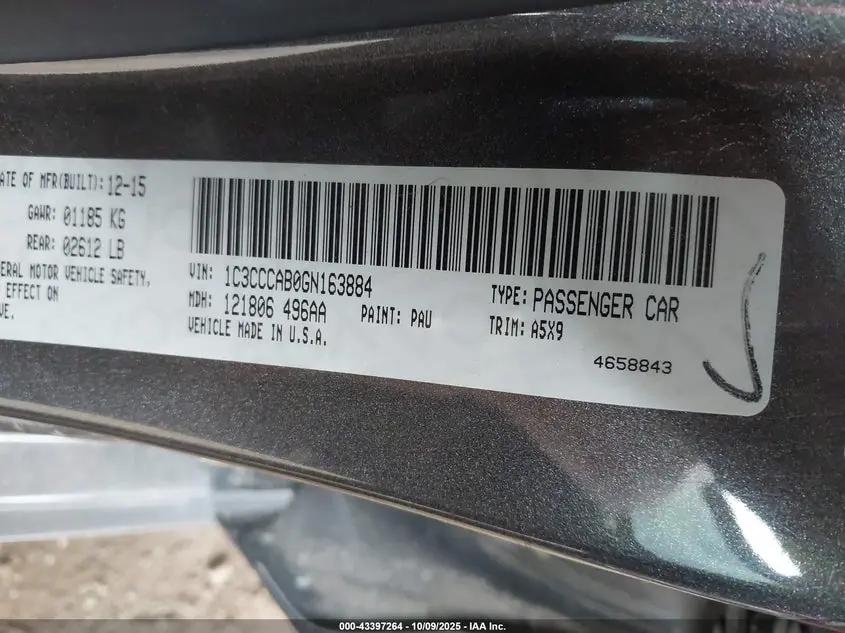 ATE OF MFR(BUILT): 12-15
GAWR: 01185 KG
REAR: 02612 LB
ERAL MOTOR VEHICLE SAFETY,
EFFECT ON
VE.
VIN: 1C3CCCAB0GN163884
TYPE: PASSENGER CAR
MDH: 121806 496AA
PAINT: PAU
TRIM: A5X9
VEHICLE MADE IN U.S.A.
4658843
000-43397264 | 10/09/2025 - IAA Inc.